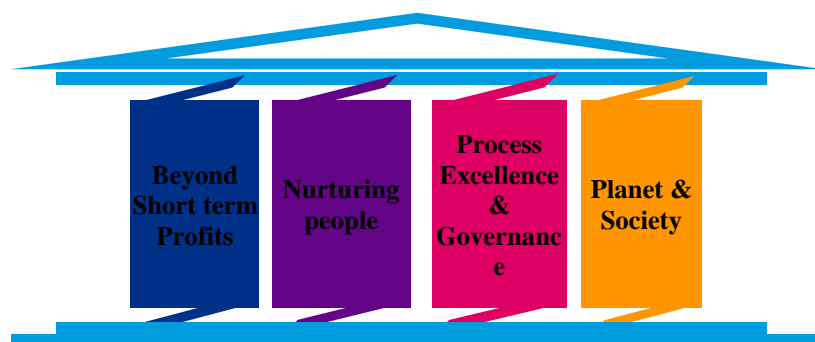 Beyond
Short term
Profits
Nurturing
people
Process
Excellence
&
Governanc
e
Planet &
Society